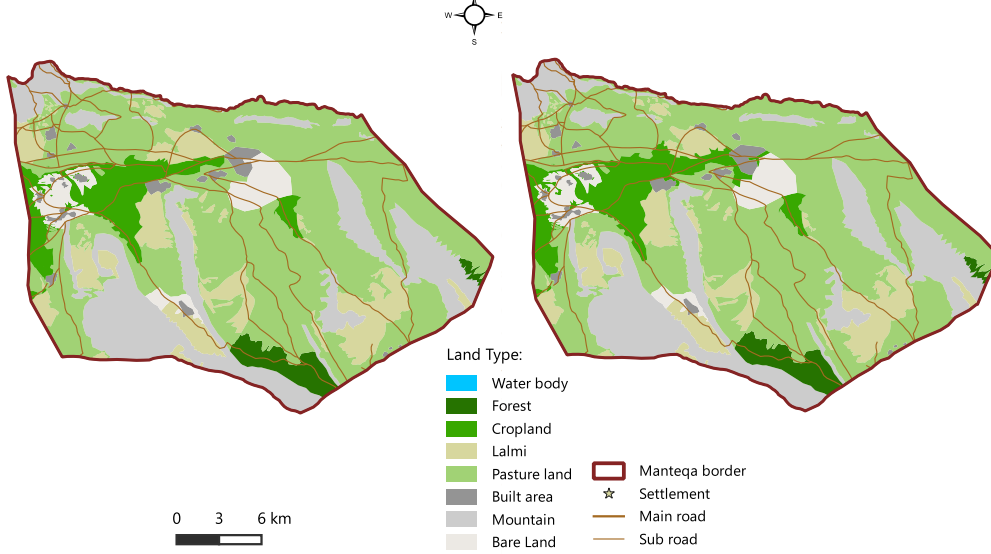 W E
S
Land Type:
Water body
Forest
Cropland
Lalmi
Pasture land
Built area
Mountain
Bare Land
Manteqa border
Settlement
Main road
Sub road
0 3 6 km